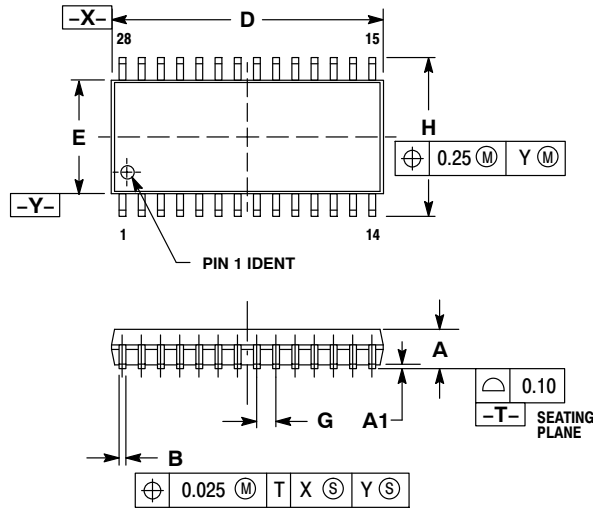 –X–
D
28 15
E
H
⌖ 0.25 Ⓜ Y Ⓜ
–Y–
1 14
PIN 1 IDENT
A
⌓ 0.10
G A1
–T– SEATING
PLANE
B
⌖ 0.025 Ⓜ T X Ⓢ Y Ⓢ